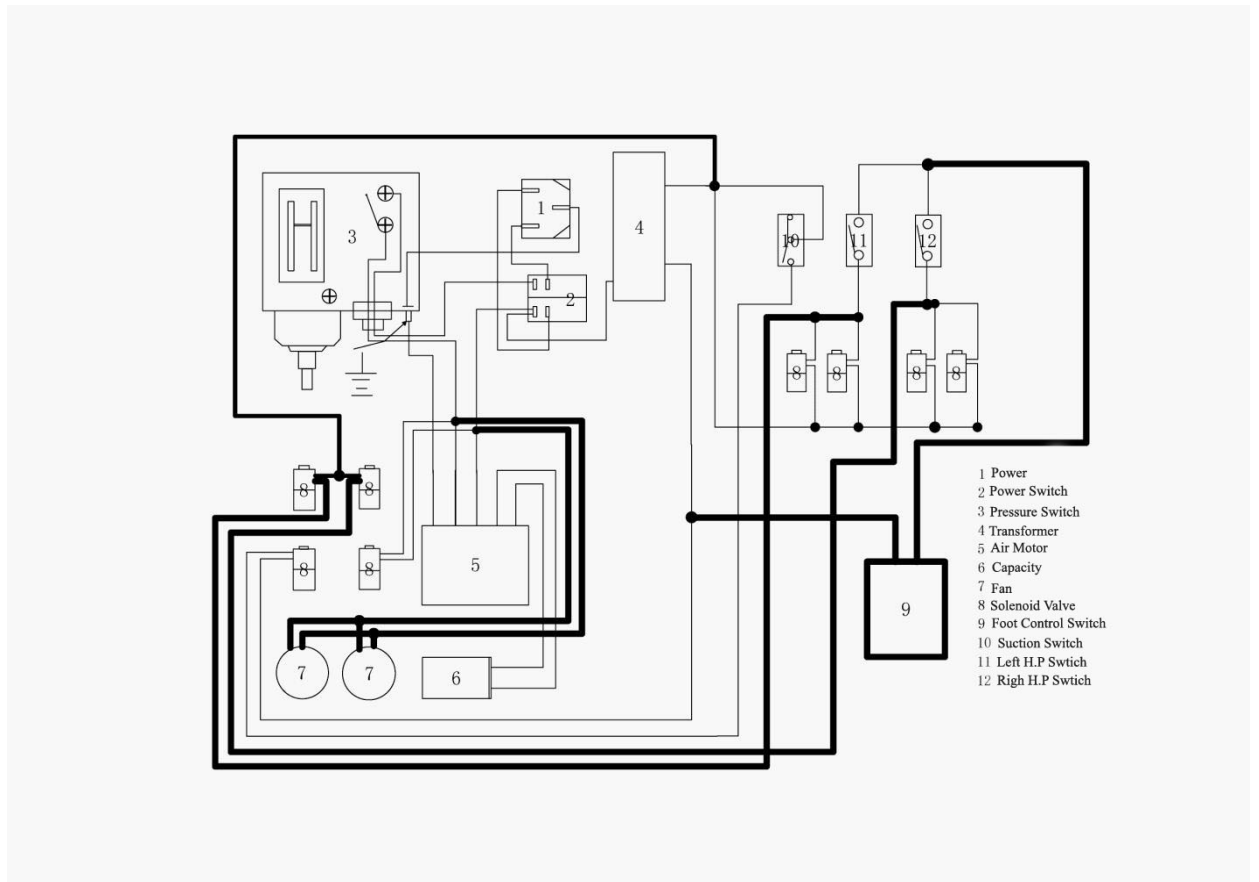 1
2
3
4
10
11
12
8
8
8
8
8
8
8
8
5
9
7
7
6
1 Power
2 Power Switch
3 Pressure Switch
4 Transformer
5 Air Motor
6 Capacity
7 Fan
8 Solenoid Valve
9 Foot Control Switch
10 Suction Switch
11 Left H.P Swtich
12 Righ H.P Swtich